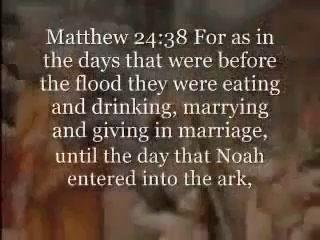 Matthew 24:38 For as in
the days that were before
the flood they were eating
and drinking, marrying
and giving in marriage,
until the day that Noah
entered into the ark,